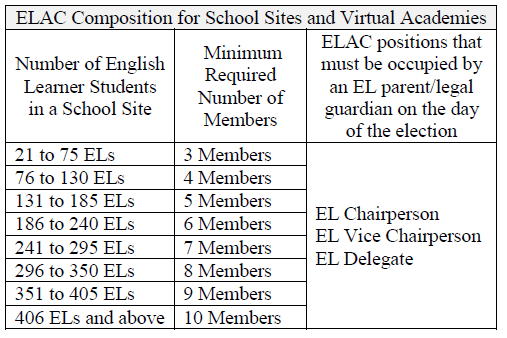 ELAC Composition for School Sites and Virtual Academies
Number of English
Learner Students
in a School Site
Minimum
Required
Number of
Members
ELAC positions that
must be occupied by
an EL parent/legal
guardian on the day
of the election
21 to 75 ELs 3 Members
76 to 130 ELs 4 Members
131 to 185 ELs 5 Members
186 to 240 ELs 6 Members
241 to 295 ELs 7 Members
296 to 350 ELs 8 Members
351 to 405 ELs 9 Members
406 ELs and above 10 Members
EL Chairperson
EL Vice Chairperson
EL Delegate